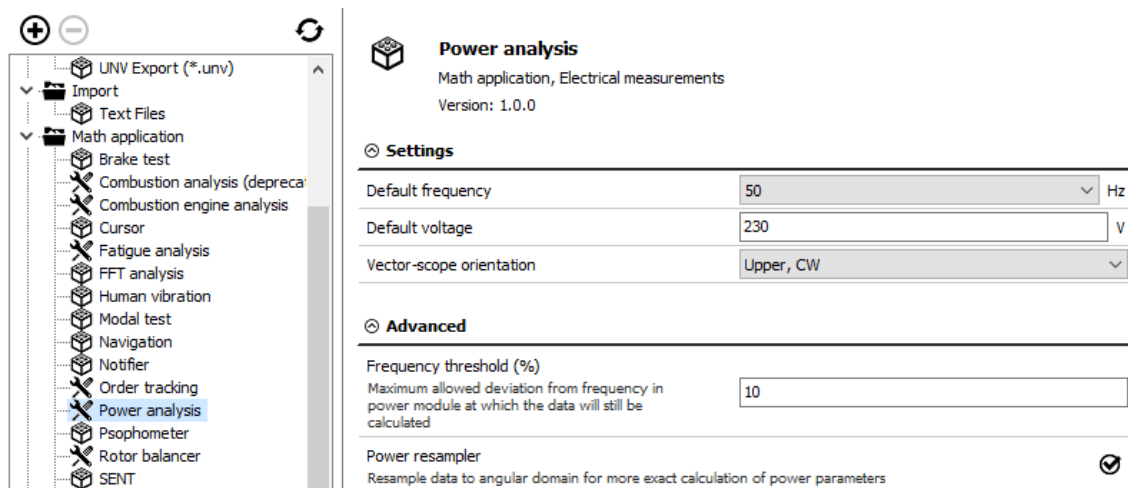 UNV Export (*.unv)
Import
Text Files
Math application
Brake test
Combustion analysis (depreca
Combustion engine analysis
Cursor
Fatigue analysis
FFT analysis
Human vibration
Modal test
Navigation
Notifier
Order tracking
Power analysis
Psophometer
Rotor balancer
SENT
Power analysis
Math application, Electrical measurements
Version: 1.0.0
Settings
Default frequency 50 Hz
Default voltage 230 V
Vector-scope orientation Upper, CW
Advanced
Frequency threshold (%)
Maximum allowed deviation from frequency in
power module at which the data will still be
calculated
10
Power resampler
Resample data to angular domain for more exact calculation of power parameters